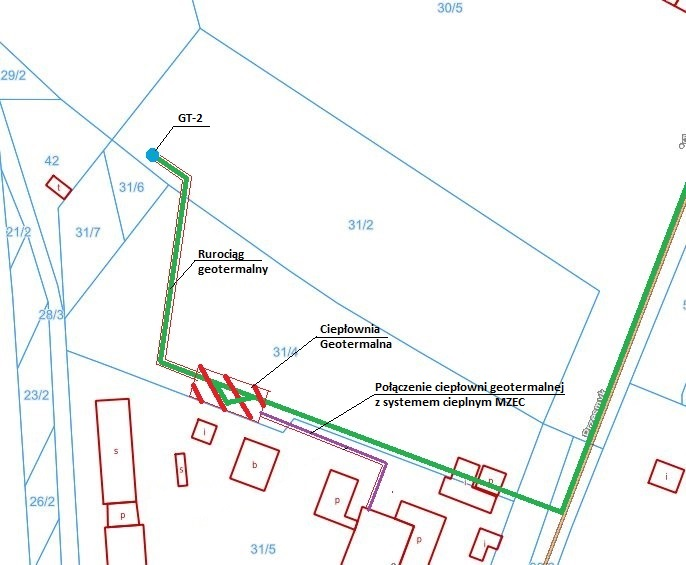 30/5
29/2
GT-2
42
t
31/6
31/2
21/2
31/7
Rurociąg
geotermalny
28/3
Ciepłownia
Geotermalna
31/4
Połączenie ciepłowni geotermalnej
z systemem cieplnym MZEC
23/2
s
i
b
s
i
p
26/2
p
p
i
31/5